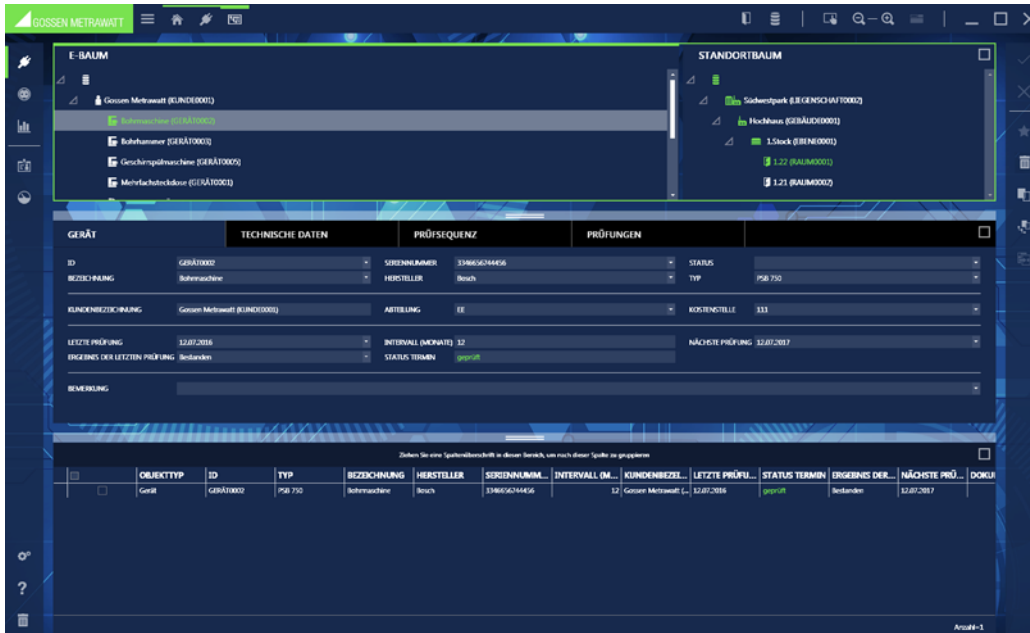 GOSSEN METRAWATT
E-BAUM
Gossen Metrawatt (KUNDE0001)
Bohrmaschine (GERÄT0002)
Bohrhammer (GERÄT0003)
Geschirrspülmaschine (GERÄT0005)
Mehrfachsteckdose (GERÄT0001)
STANDORTBAUM
Südwestpark (LIEGENSCHAFT0002)
Hochhaus (GEBÄUDE0001)
1.Stock (EBENE0001)
1.22 (RAUM0001)
1.21 (RAUM0002)
GERÄT TECHNISCHE DATEN PRÜFSEQUENZ PRÜFUNGEN
ID GERÄT0002 SERIENNUMMER 3346656744456 STATUS
BEZEICHNUNG Bohrmaschine HERSTELLER Bosch TYP PSB 750
KUNDENBEZEICHNUNG Gossen Metrawatt (KUNDE0001) ABTEILUNG EE KOSTENSTELLE 111
LETZTE PRÜFUNG 12.07.2016 INTERVALL (MONATE) 12 NÄCHSTE PRÜFUNG 12.07.2017
ERGEBNIS DER LETZTEN PRÜFUNG Bestanden STATUS TERMIN geprüft
BEMERKUNG
Ziehen Sie eine Spaltenüberschrift in diesen Bereich, um nach dieser Spalte zu gruppieren
OBJEKTTYP ID TYP BEZEICHNUNG HERSTELLER SERIENNUMM... INTERVALL (M... KUNDENBEZEI... LETZTE PRÜFU... STATUS TERMIN ERGEBNIS DER... NÄCHSTE PRÜ... DOKU
Gerät GERÄT0002 PSB 750 Bohrmaschine Bosch 3346656744456 12 Gossen Metrawatt (... 12.07.2016 geprüft Bestanden 12.07.2017
Anzahl=1